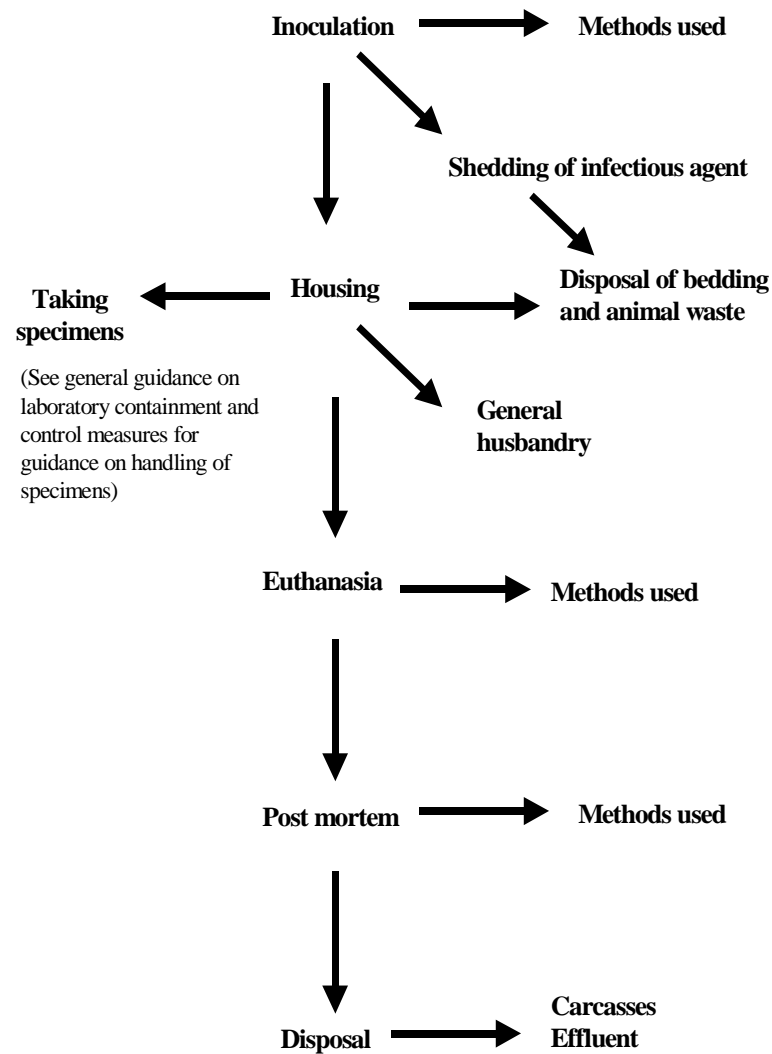 Inoculation
Methods used
Shedding of infectious agent
Disposal of bedding
and animal waste
Housing
Taking
specimens
(See general guidance on
laboratory containment and
control measures for
guidance on handling of
specimens)
General
husbandry
Euthanasia
Methods used
Post mortem
Methods used
Disposal
Carcasses
Effluent